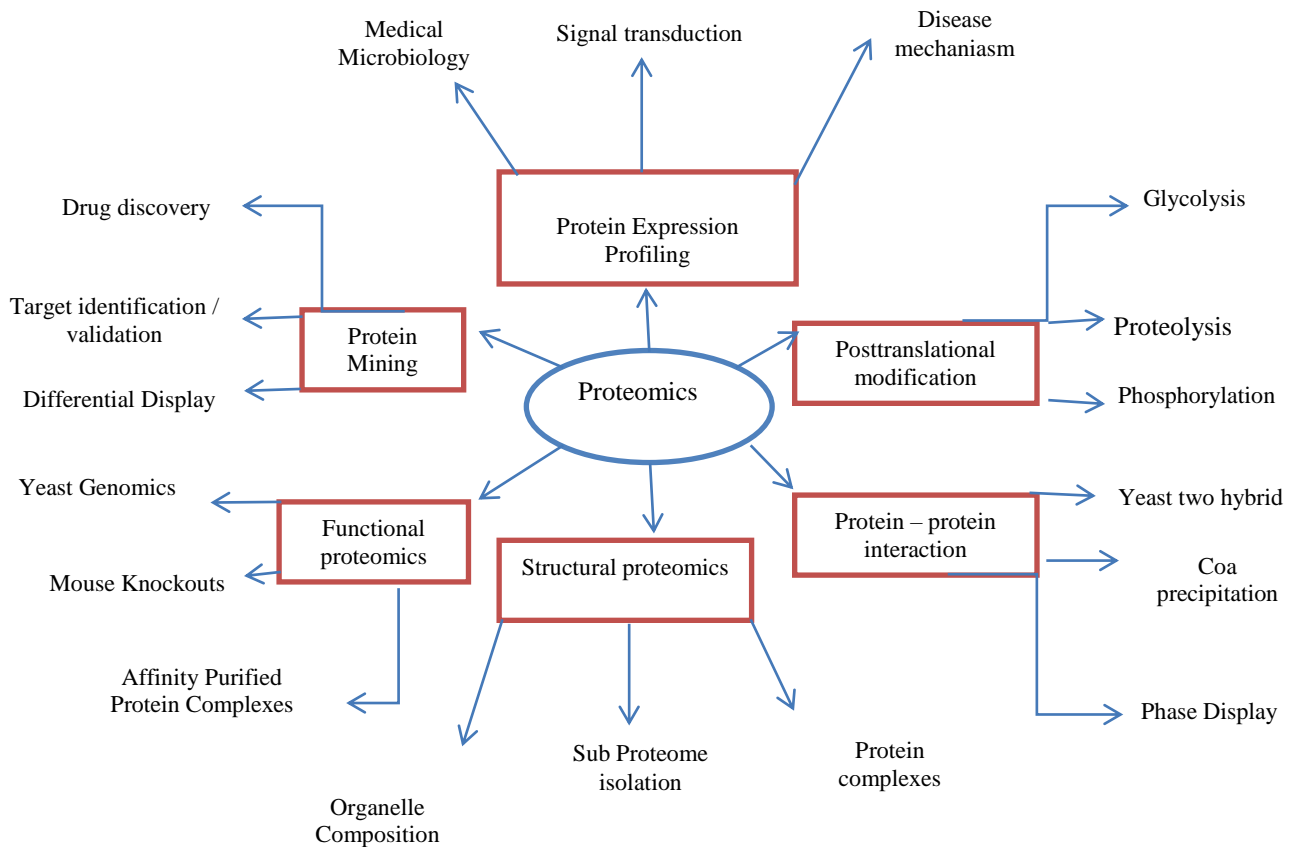 Medical
Microbiology
Signal transduction
Disease
mechaniasm
Drug discovery
Protein Expression
Profiling
Glycolysis
Target identification /
validation
Protein
Mining
Posttranslational
modification
Proteolysis
Differential Display
Proteomics
Phosphorylation
Yeast Genomics
Functional
proteomics
Protein – protein
interaction
Yeast two hybrid
Mouse Knockouts
Structural proteomics
Coa
precipitation
Affinity Purified
Protein Complexes
Phase Display
Organelle
Composition
Sub Proteome
isolation
Protein
complexes